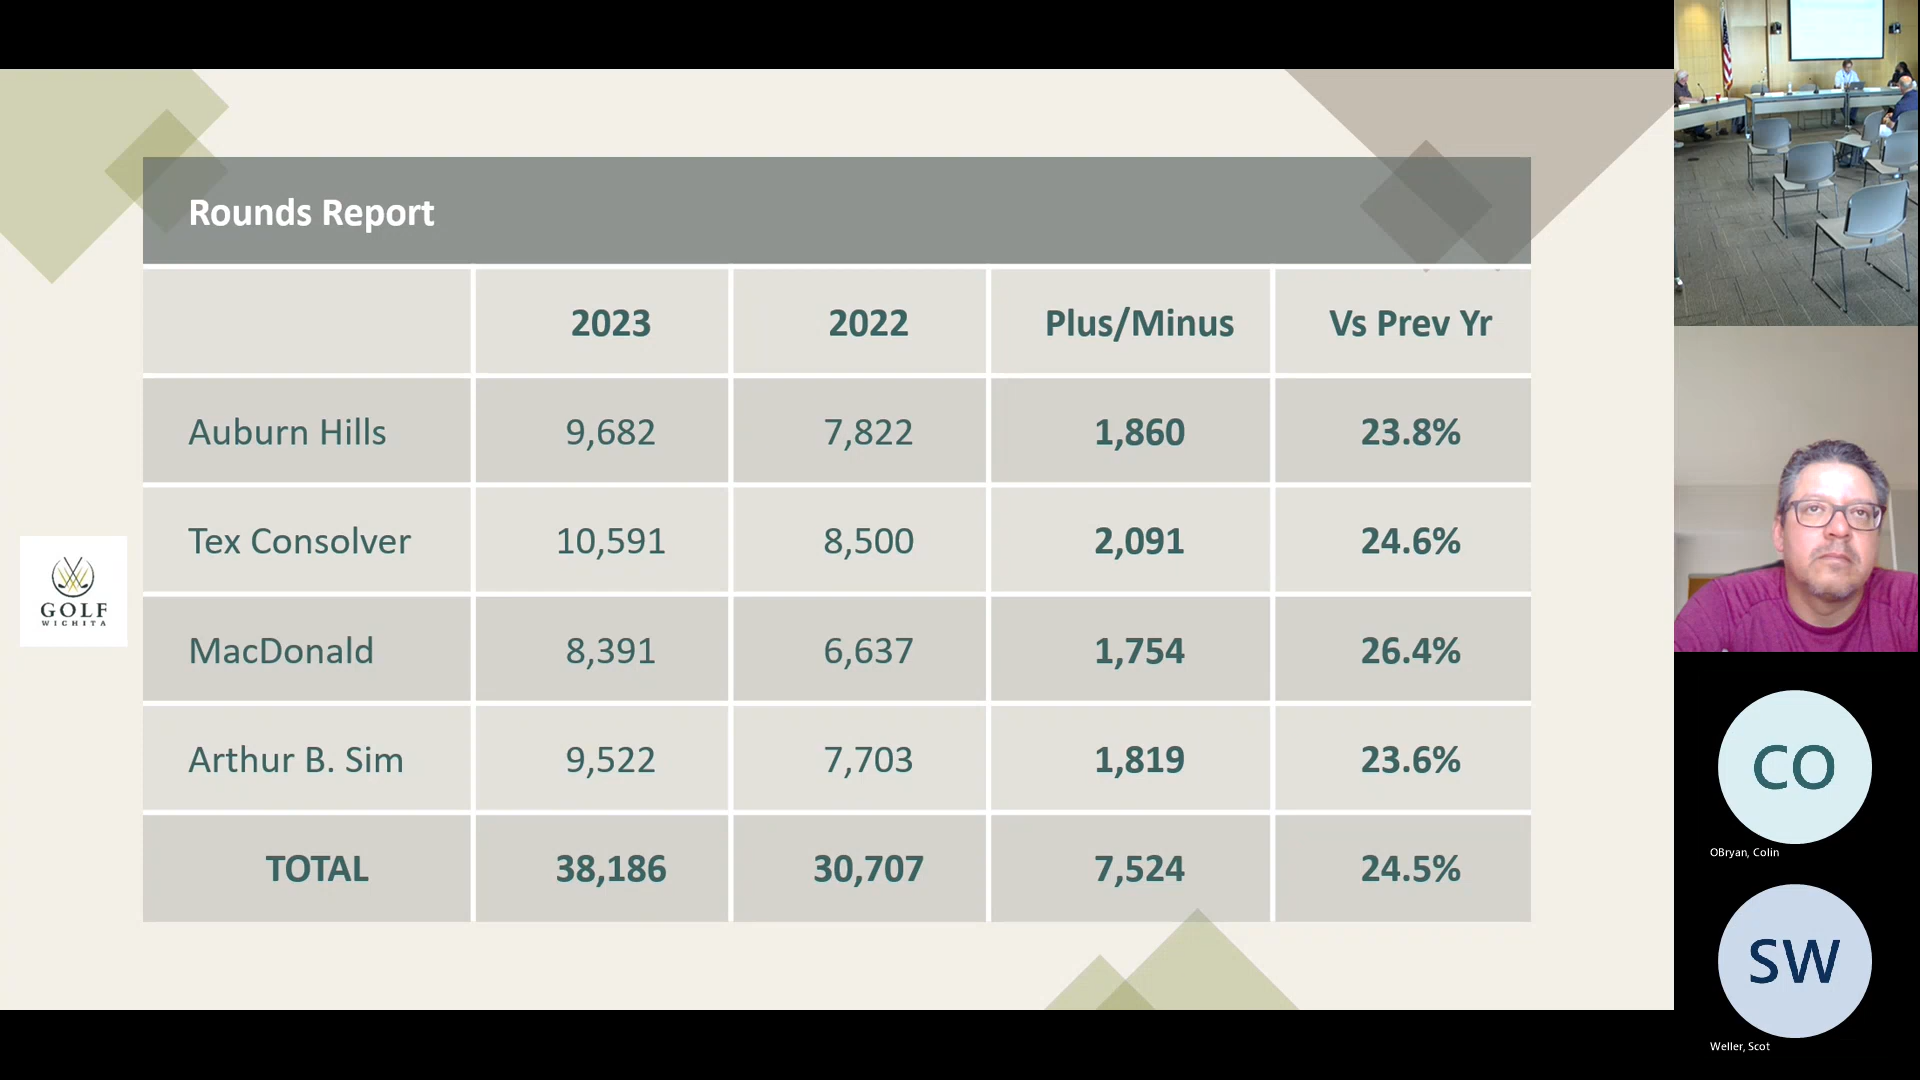 Rounds Report
2023 2022 Plus/Minus Vs Prev Yr
Auburn Hills 9,682 7,822 1,860 23.8%
Tex Consolver 10,591 8,500 2,091 24.6%
MacDonald 8,391 6,637 1,754 26.4%
Arthur B. Sim 9,522 7,703 1,819 23.6%
TOTAL 38,186 30,707 7,524 24.5%
GOLF
WICHITA
CO
OBryan, Colin
SW
Weller, Scot